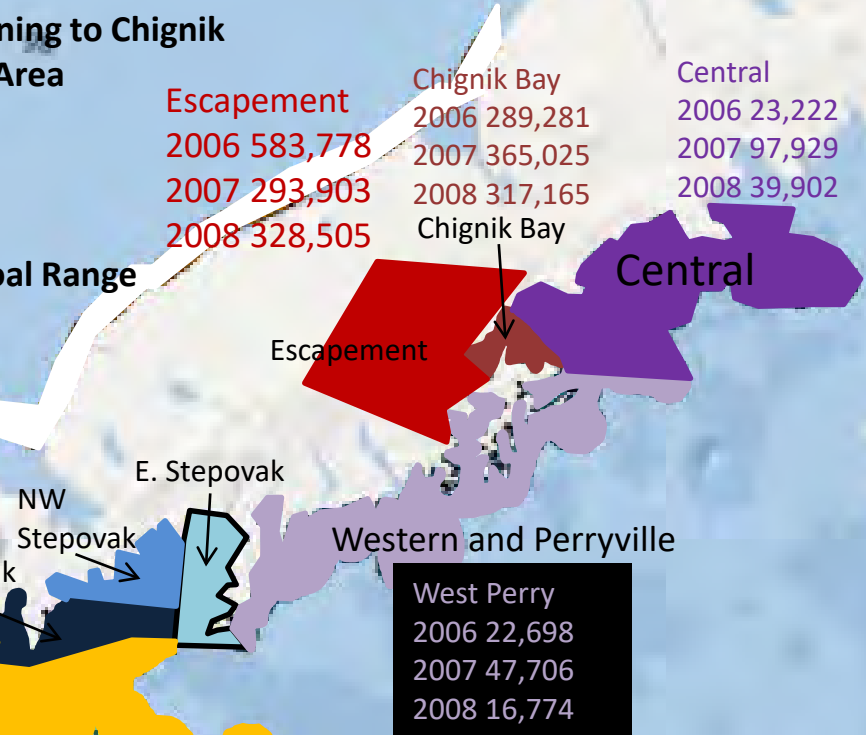 to Chignik
Area
Escapement
2006 583,778
2007 293,903
2008 328,505
Chignik Bay
2006 289,281
2007 365,025
2008 317,165
Central
2006 23,222
2007 97,929
2008 39,902
Chignik Bay
Central
Range
Escapement
E. Stepovak
NW
Stepovak
Western and Perryville
West Perry
2006 22,698
2007 47,706
2008 16,774